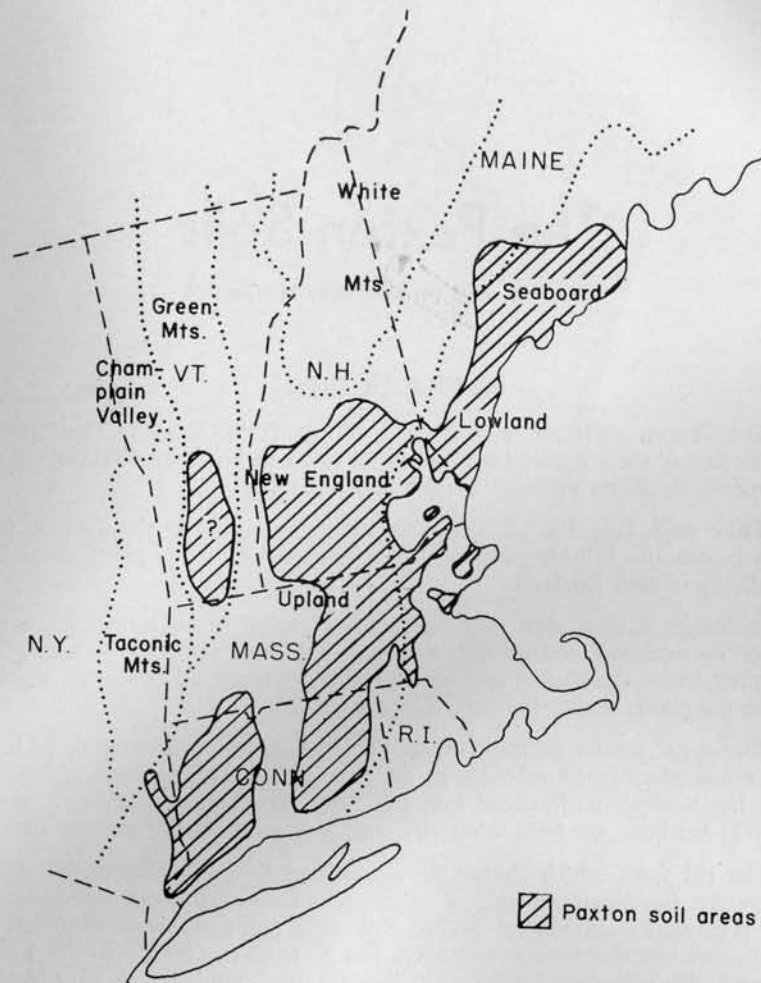 MAINE
White
Mts.
Seaboard
Green
Mts.
VT.
N.H.
Cham-
plain
Valley
Lowland
New England
?
Upland
N.Y.
Taconic
Mts.
MASS.
R.I.
CONN.
Paxton soil areas